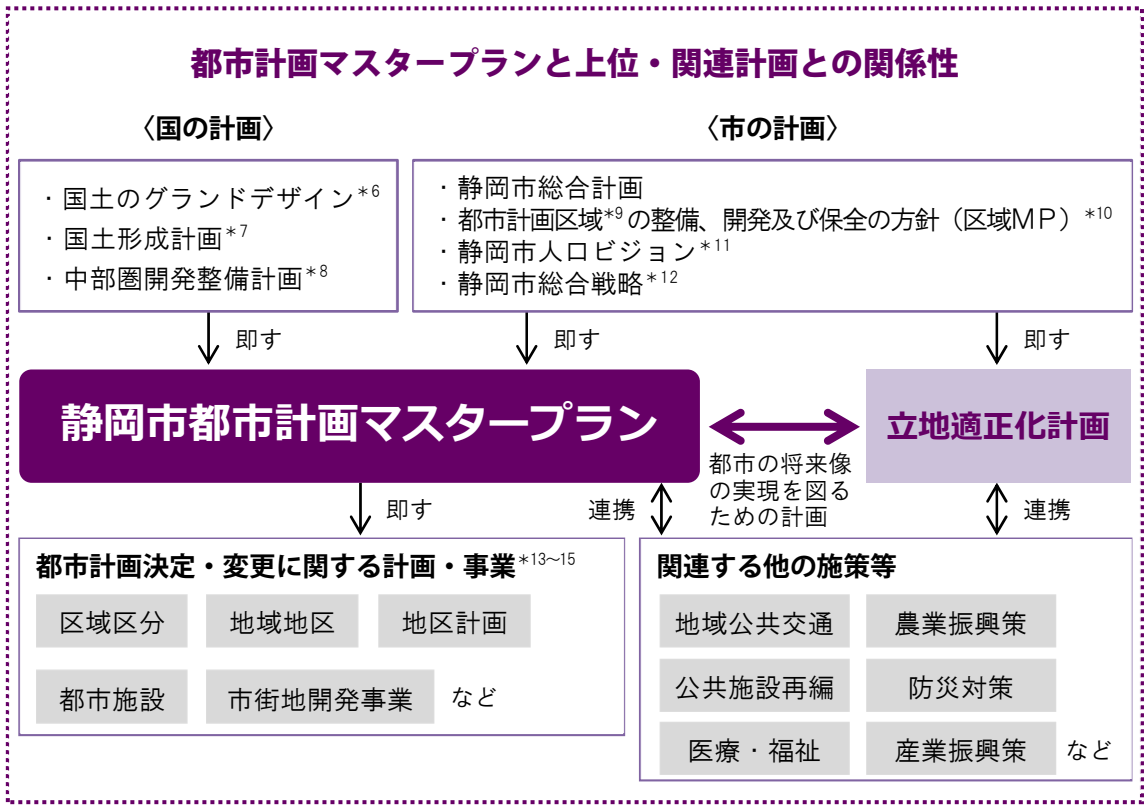 都市計画マスタープランと上位・関連計画との関係性
〈国の計画〉
・国土のグランドデザイン*6
・国土形成計画*7
・中部圏開発整備計画*8
〈市の計画〉
・静岡市総合計画
・都市計画区域*9の整備、開発及び保全の方針（区域MP）*10
・静岡市人口ビジョン*11
・静岡市総合戦略*12
即す
即す
即す
静岡市都市計画マスタープラン
都市の将来像
の実現を図る
ための計画
立地適正化計画
即す
連携
連携
都市計画決定・変更に関する計画・事業*13～15
区域区分
地域地区
地区計画
都市施設
市街地開発事業
など
関連する他の施策等
地域公共交通
農業振興策
公共施設再編
防災対策
医療・福祉
産業振興策
など